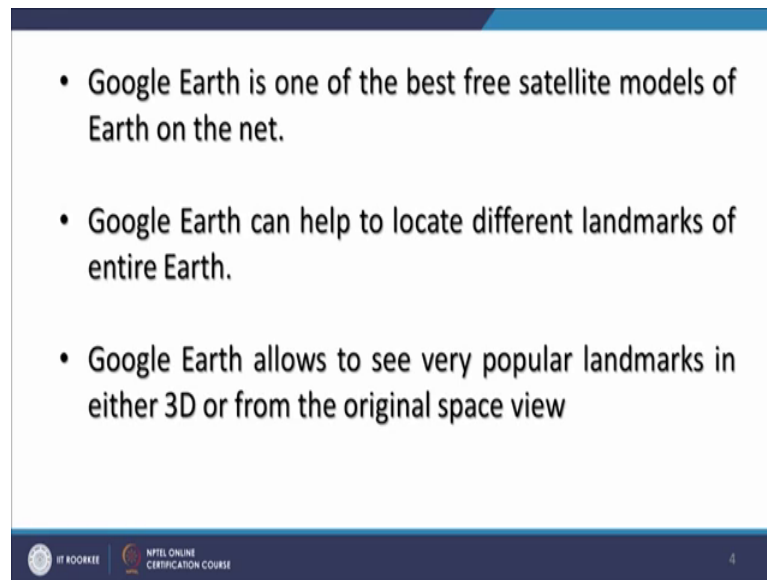 • Google Earth is one of the best free satellite models of
Earth on the net.
• Google Earth can help to locate different landmarks of
entire Earth.
• Google Earth allows to see very popular landmarks in
either 3D or from the original space view
IIT ROORKEE
NPTEL ONLINE
CERTIFICATION COURSE
4